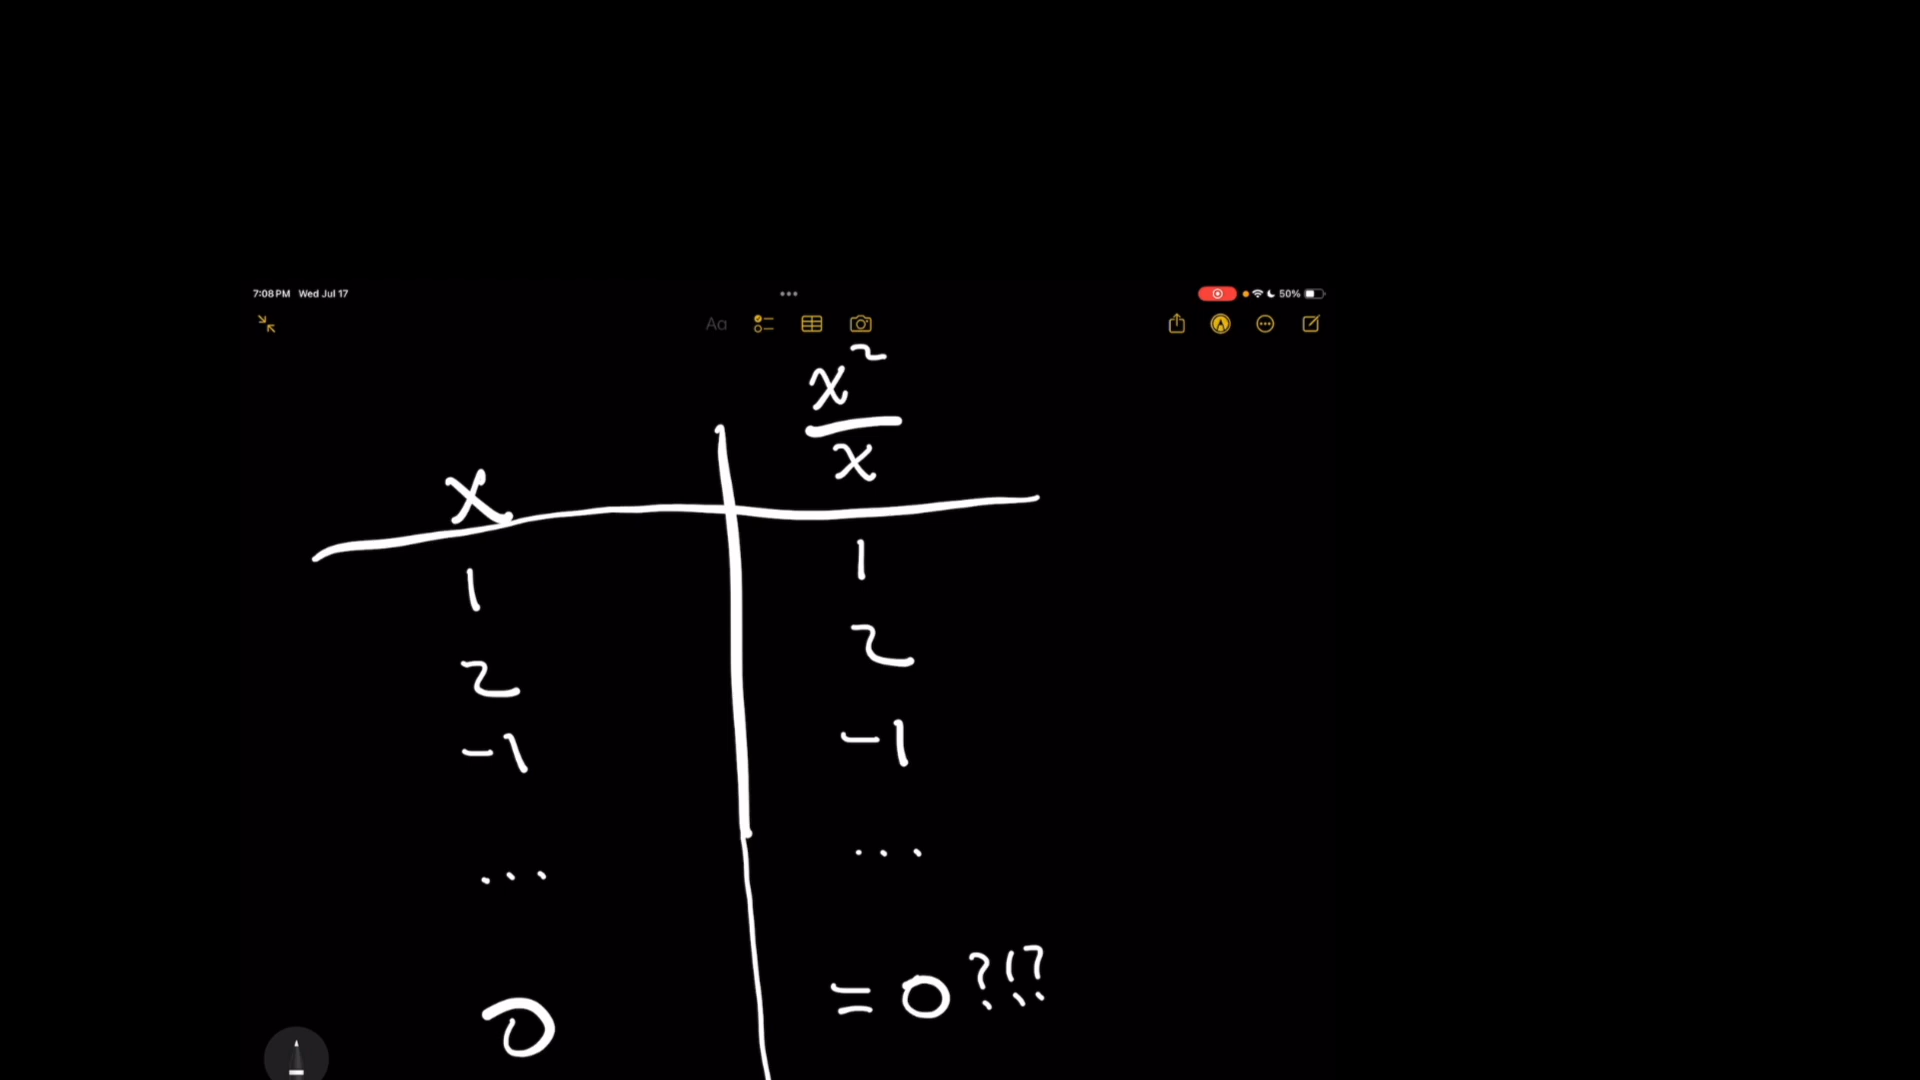 7:08 PM Wed Jul 17 ••• 50%
Aa
x x²/x
1 1
2 2
-1 -1
... ...
0 = 0 ?!?